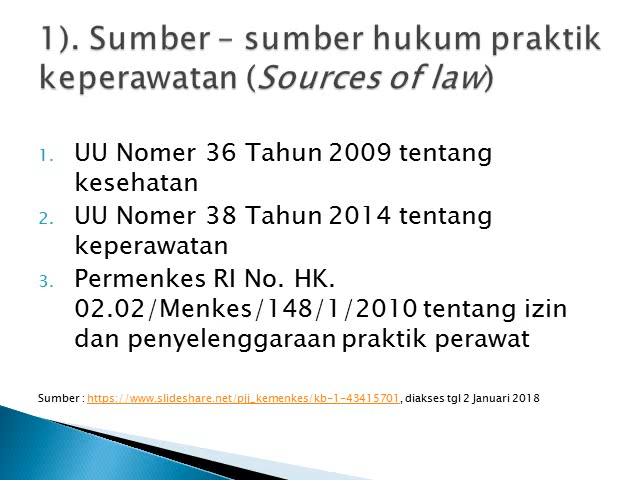 1). Sumber – sumber hukum praktik
keperawatan (Sources of law)
1. UU Nomer 36 Tahun 2009 tentang
kesehatan
2. UU Nomer 38 Tahun 2014 tentang
keperawatan
3. Permenkes RI No. HK.
02.02/Menkes/148/1/2010 tentang izin
dan penyelenggaraan praktik perawat
Sumber : https://www.slideshare.net/pjj_kemenkes/kb-1-43415701, diakses tgl 2 Januari 2018